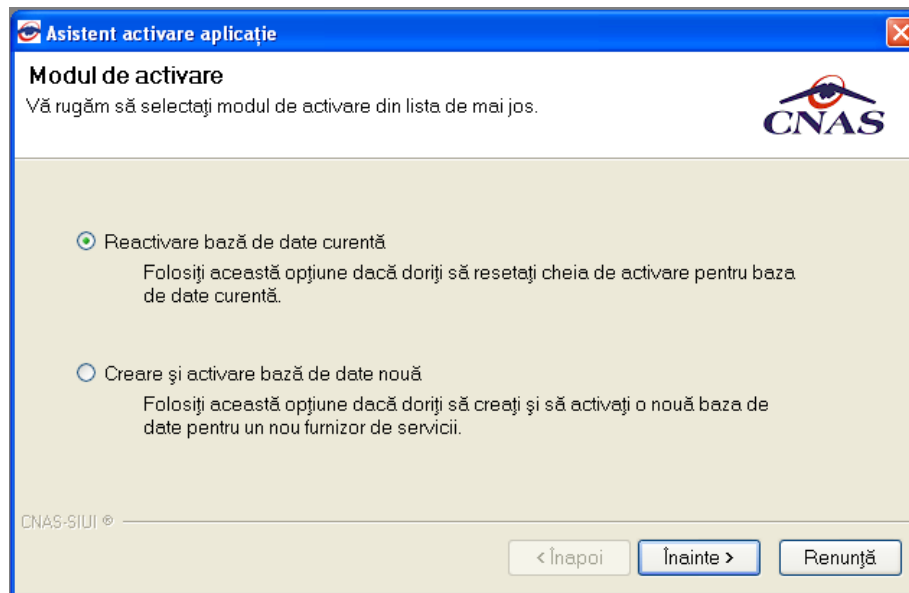 Asistent activare aplicaţie
Modul de activare
Vă rugăm să selectaţi modul de activare din lista de mai jos.
CNAS
Reactivare bază de date curentă
Folosiţi această opţiune dacă doriţi să resetaţi cheia de activare pentru baza
de date curentă.
Creare şi activare bază de date nouă
Folosiţi această opţiune dacă doriţi să creaţi şi să activaţi o nouă baza de
date pentru un nou furnizor de servicii.
CNAS-SIUI ®
< Înapoi
Înainte >
Renunţă